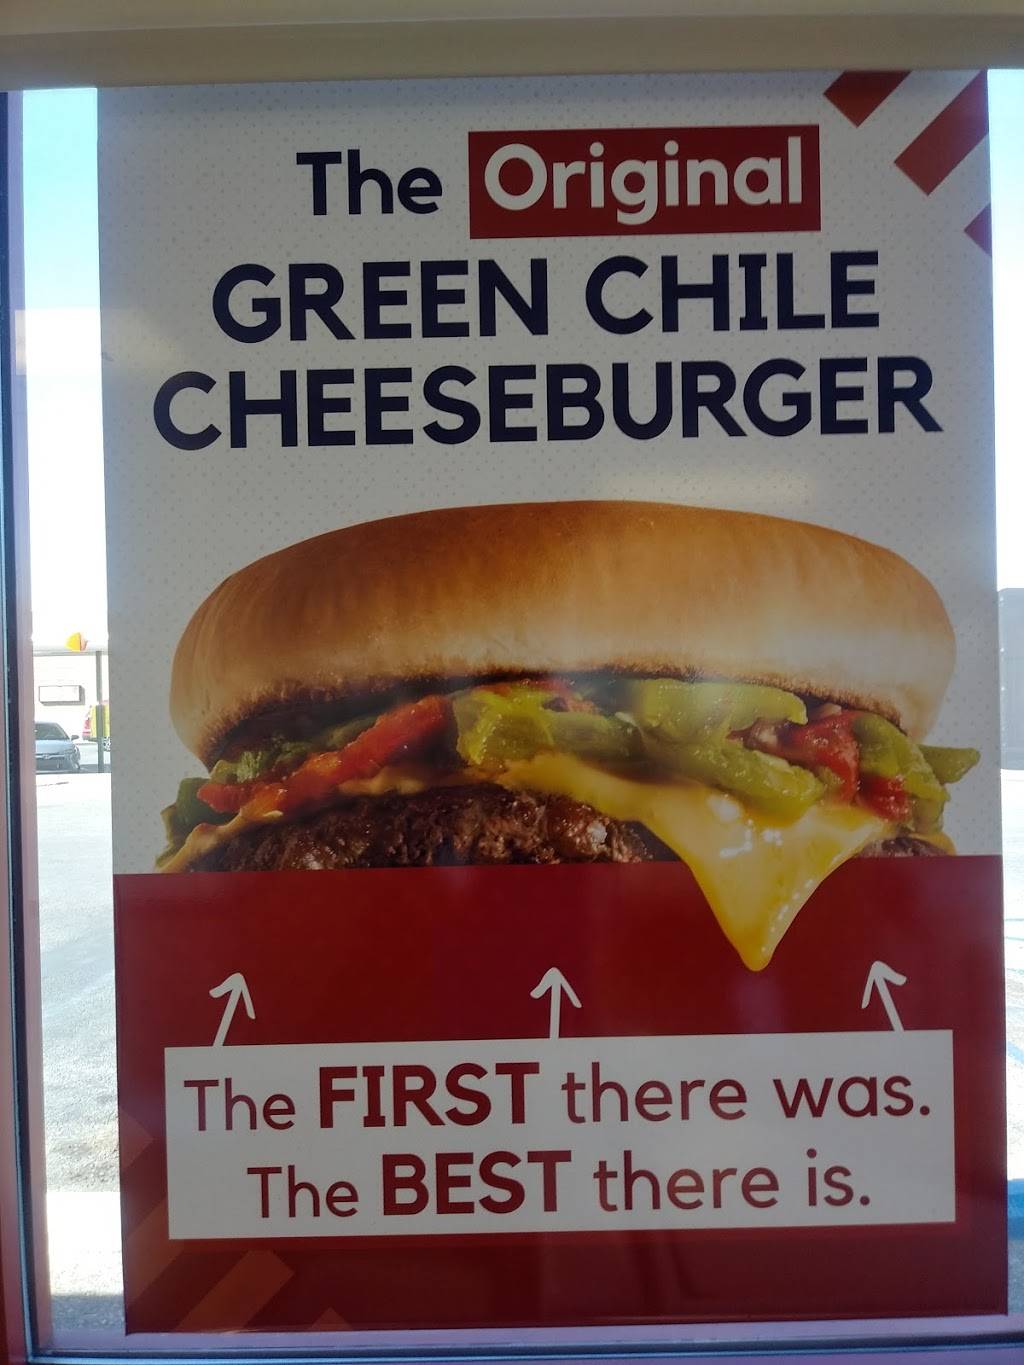 The Original
GREEN CHILE
CHEESEBURGER
The FIRST there was.
The BEST there is.